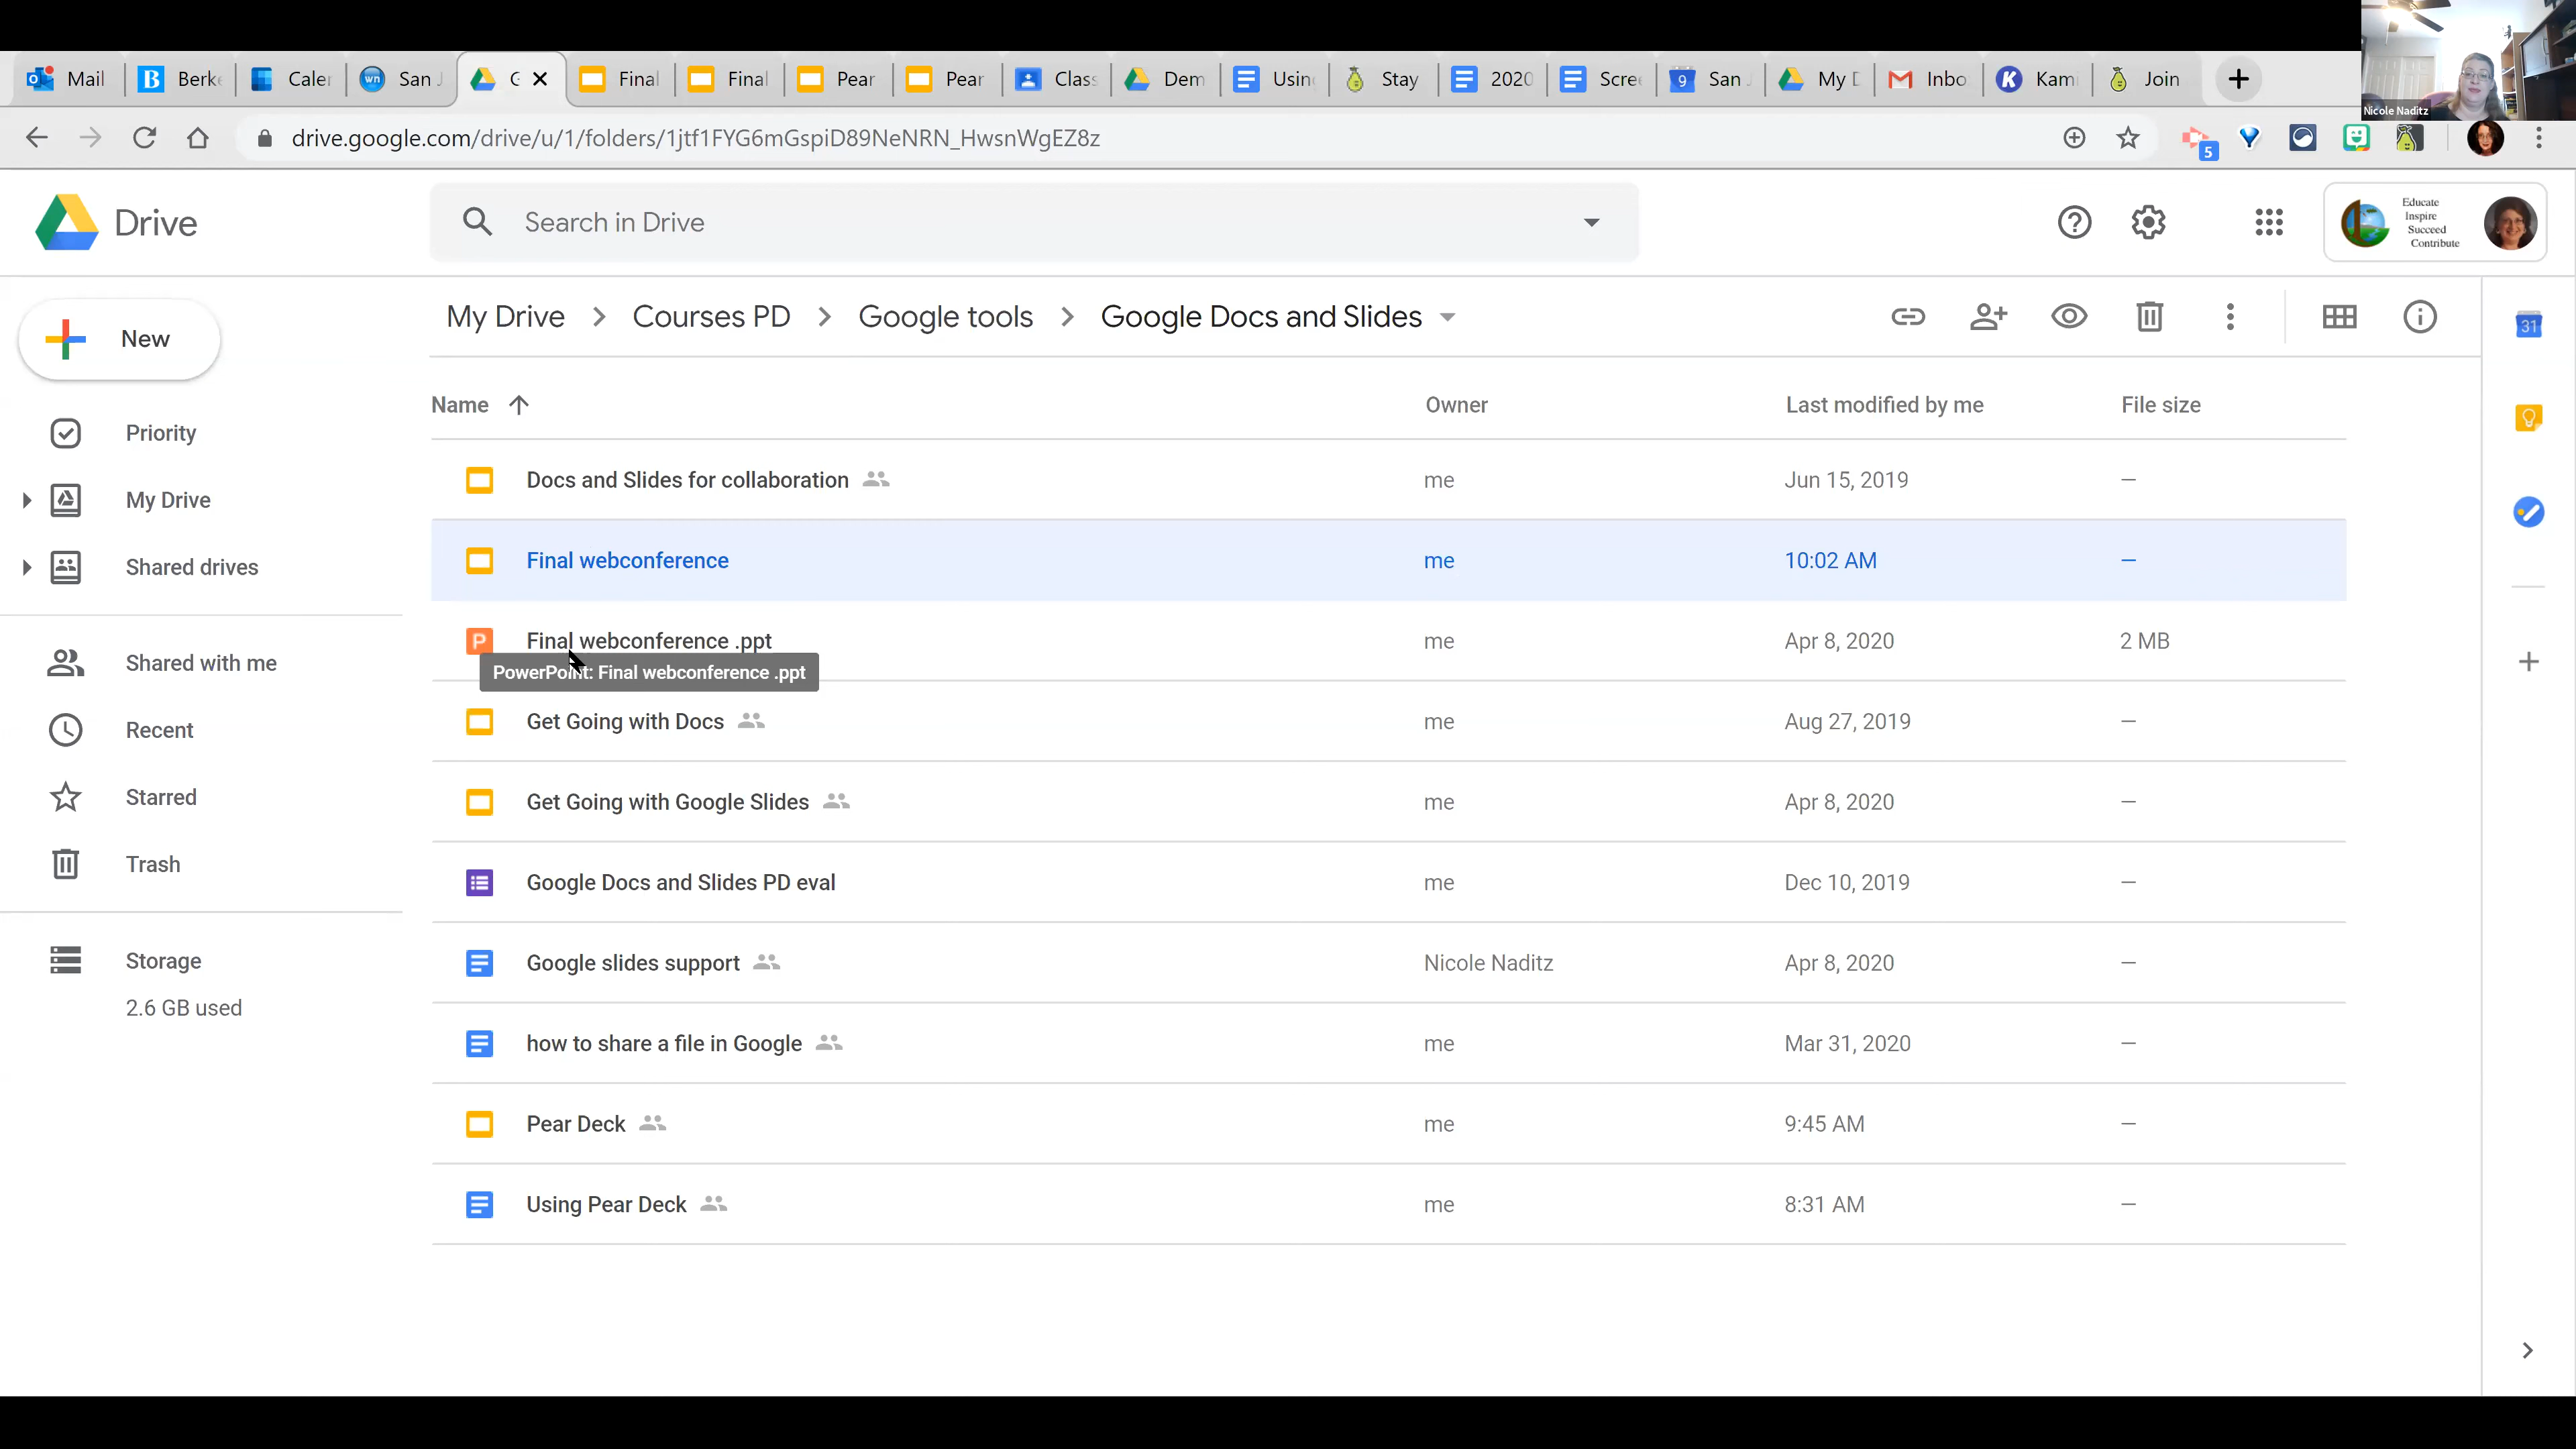 Mail Berke Caler San J G Final Final Pear Pear Class Dem Usin Stay 2020 Scre San J My D Inbo Kami Join
Nicole Naditz
drive.google.com/drive/u/1/folders/1jtf1FYG6mGspiD89NeNRN_HwsnWgEZ8z
5
Drive
Search in Drive
Educate
Inspire
Succeed
Contribute
New
My Drive Courses PD Google tools Google Docs and Slides
31
Name Owner Last modified by me File size
Priority
My Drive
Shared drives
Shared with me
Recent
Starred
Trash
Storage
2.6 GB used
Docs and Slides for collaboration me Jun 15, 2019 –
Final webconference me 10:02 AM –
Final webconference .ppt me Apr 8, 2020 2 MB
PowerPoint: Final webconference .ppt
Get Going with Docs me Aug 27, 2019 –
Get Going with Google Slides me Apr 8, 2020 –
Google Docs and Slides PD eval me Dec 10, 2019 –
Google slides support Nicole Naditz Apr 8, 2020 –
how to share a file in Google me Mar 31, 2020 –
Pear Deck me 9:45 AM –
Using Pear Deck me 8:31 AM –